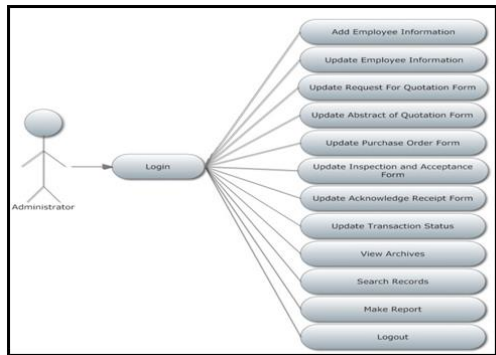 Add Employee Information
Update Employee Information
Update Request For Quotation Form
Update Abstract of Quotation Form
Update Purchase Order Form
Update Inspection and Acceptance
Form
Update Acknowledge Receipt Form
Update Transaction Status
View Archives
Search Records
Make Report
Logout
Login
Administrator